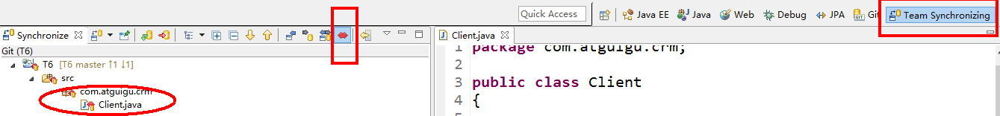 Quick Access
Java EE
Java
Web
Debug
JPA
Git
Team Synchronizing
Synchronize
Git (T6)
T6 [T6 master ↑1 ↓1]
src
com.atguigu.crm
Client.java
Client.java
1 package com.atguigu.crm;
2
3 public class Client
4 {